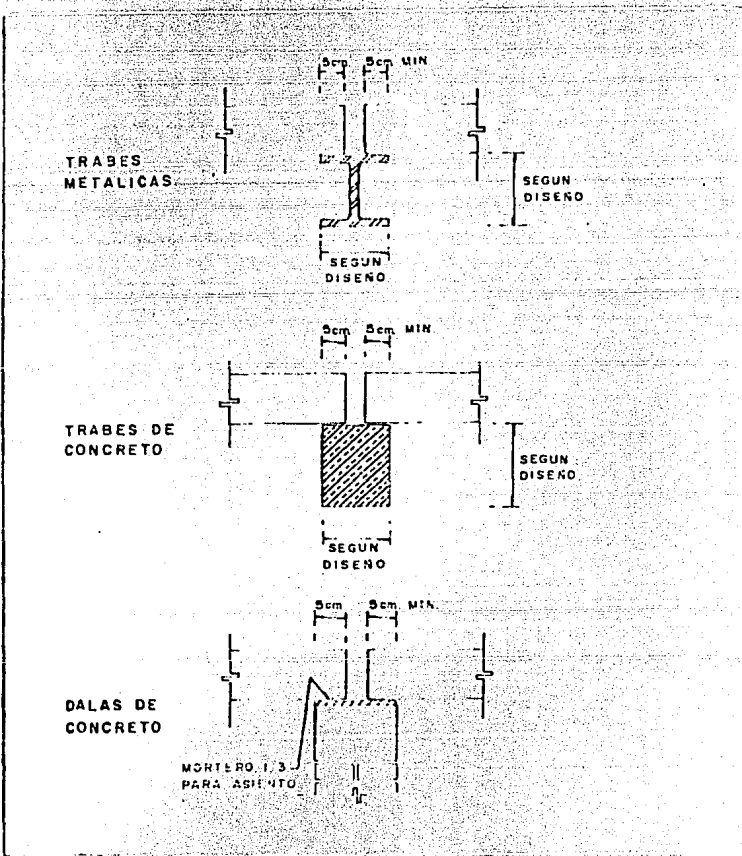 5cm 5cm MIN
TRABES
METALICAS
SEGUN
DISEÑO
SEGUN
DISEÑO
5cm 5cm MIN
TRABES DE
CONCRETO
SEGUN
DISEÑO
SEGUN
DISEÑO
5cm 5cm MIN.
DALAS DE
CONCRETO
MORTERO 1:3
PARA ASIENTO